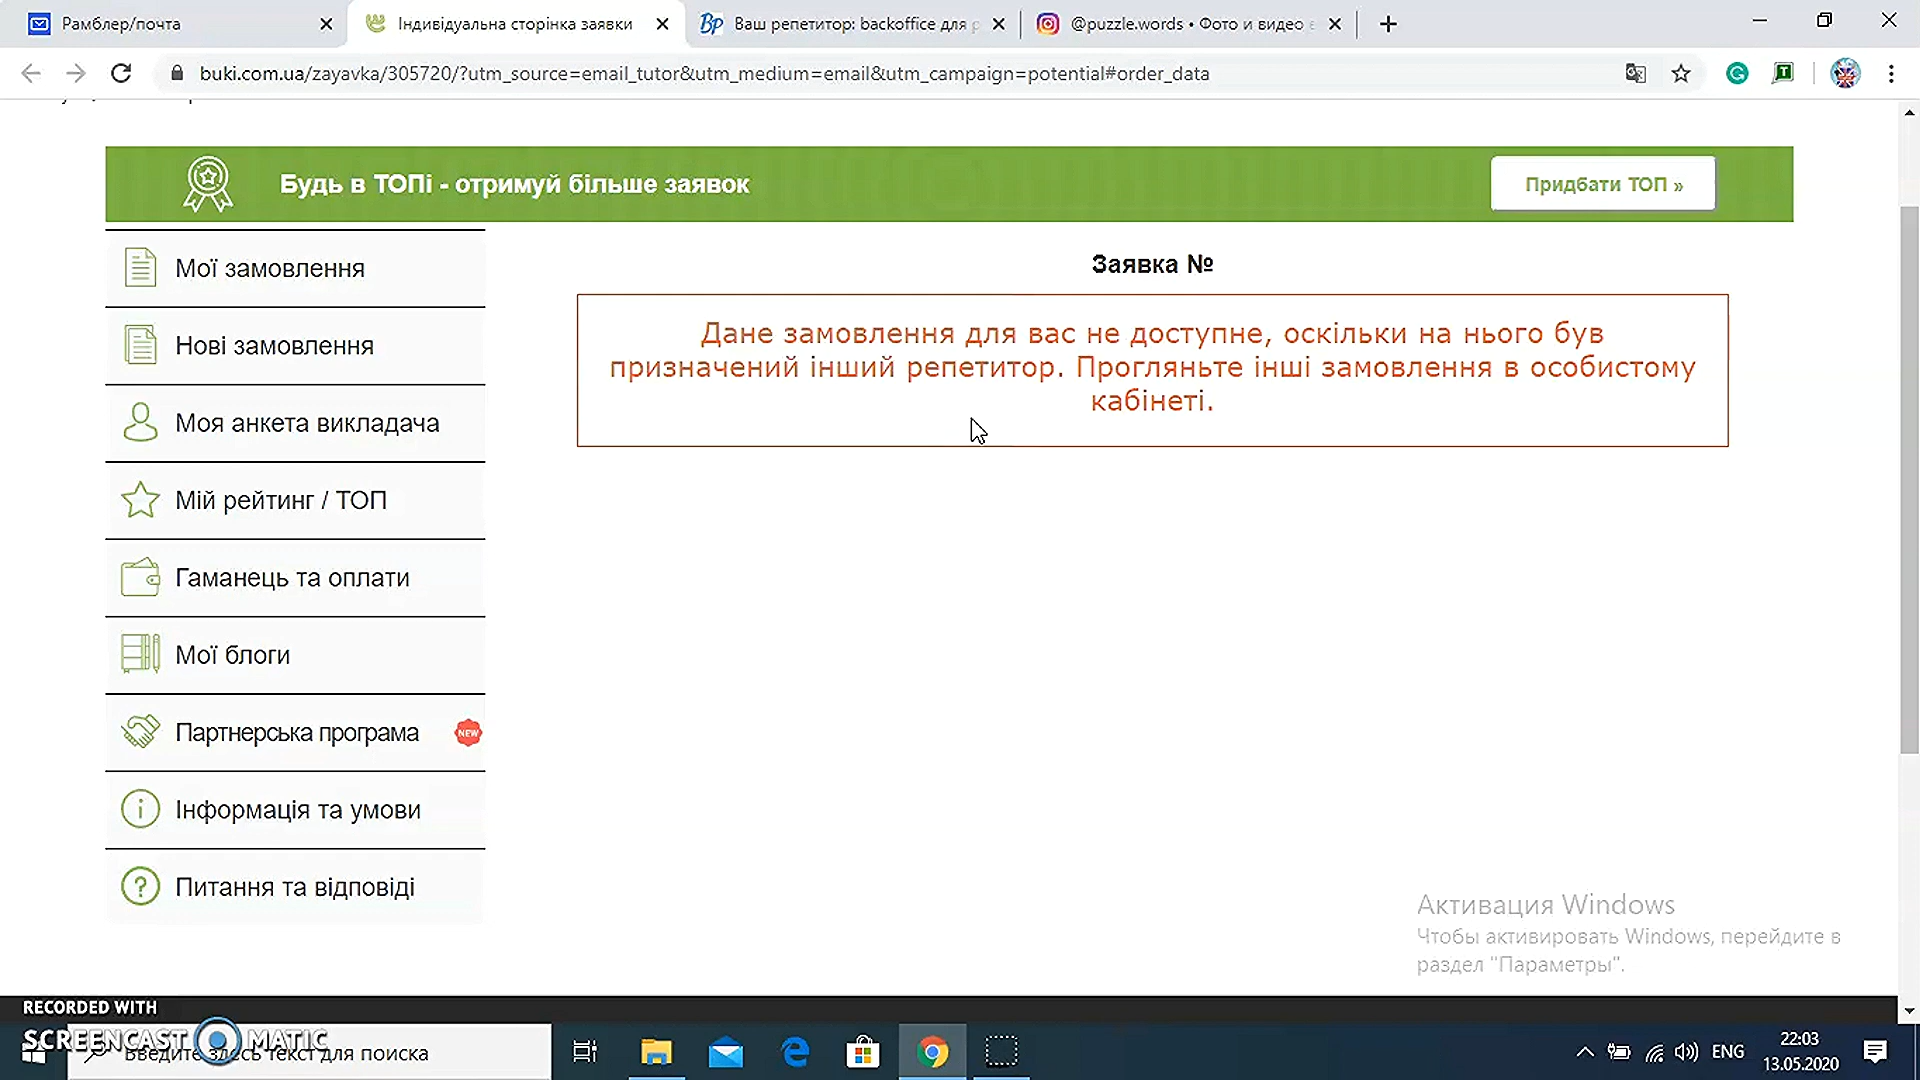 Рамблер/почта
Індивідуальна сторінка заявки
Ваш репетитор: backoffice для
@puzzle.words • Фото и видео
buki.com.ua/zayavka/305720/?utm_source=email_tutor&utm_medium=email&utm_campaign=potential#order_data
Будь в ТОПі - отримуй більше заявок
Придбати ТОП »
Мої замовлення
Нові замовлення
Моя анкета викладача
Мій рейтинг / ТОП
Гаманець та оплати
Мої блоги
Партнерська програма
NEW
Інформація та умови
Питання та відповіді
Заявка №
Дане замовлення для вас не доступне, оскільки на нього був
призначений інший репетитор. Прогляньте інші замовлення в особистому
кабінеті.
Активация Windows
Чтобы активировать Windows, перейдите в
раздел "Параметры".
RECORDED WITH
SCREENCAST MATIC
Введите здесь текст для поиска
ENG
22:03
13.05.2020